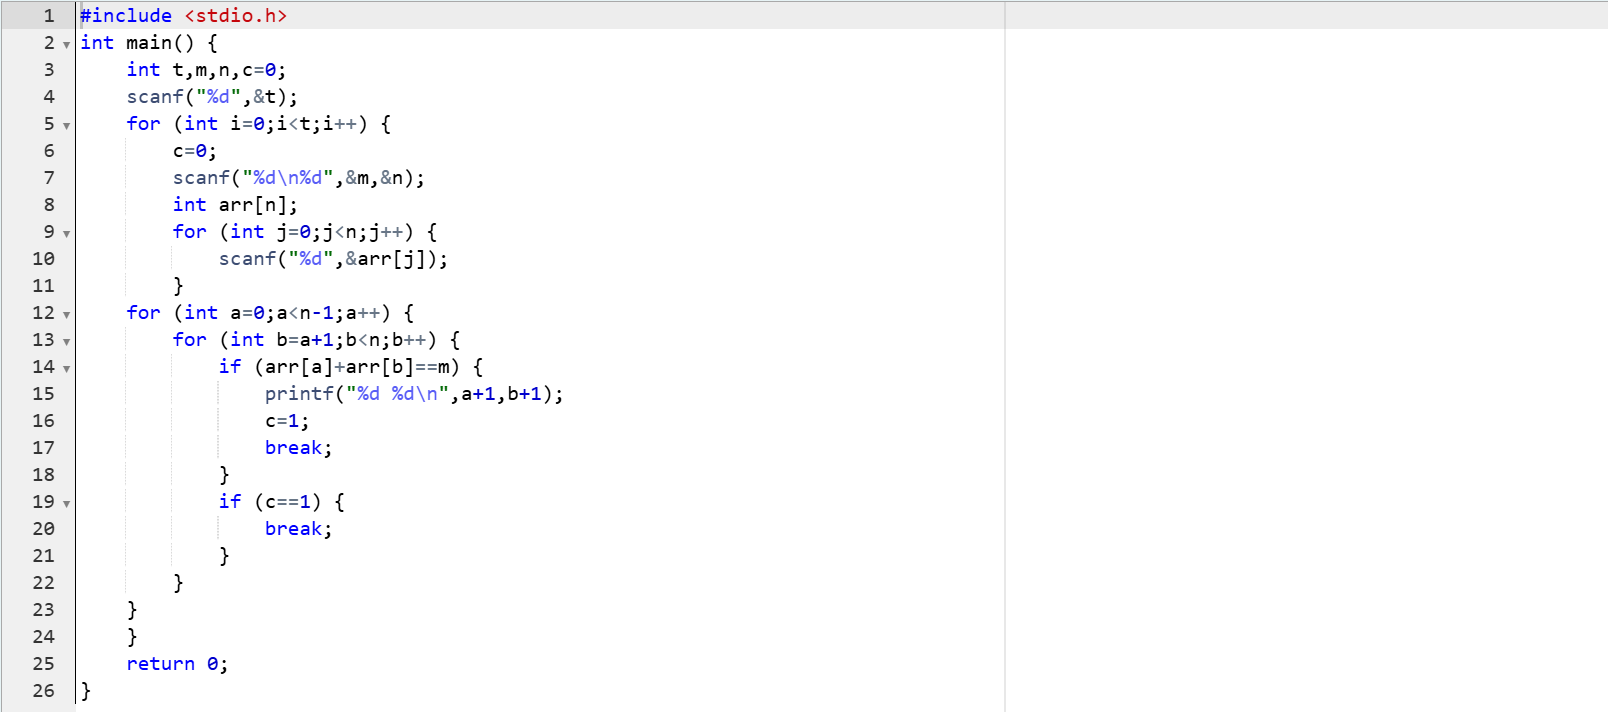 1 #include <stdio.h>
2 int main() {
3     int t,m,n,c=0;
4     scanf("%d",&t);
5     for (int i=0;i<t;i++) {
6         c=0;
7         scanf("%d\n%d",&m,&n);
8         int arr[n];
9         for (int j=0;j<n;j++) {
10             scanf("%d",&arr[j]);
11         }
12     for (int a=0;a<n-1;a++) {
13         for (int b=a+1;b<n;b++) {
14             if (arr[a]+arr[b]==m) {
15                 printf("%d %d\n",a+1,b+1);
16                 c=1;
17                 break;
18             }
19             if (c==1) {
20                 break;
21             }
22         }
23     }
24     }
25     return 0;
26 }